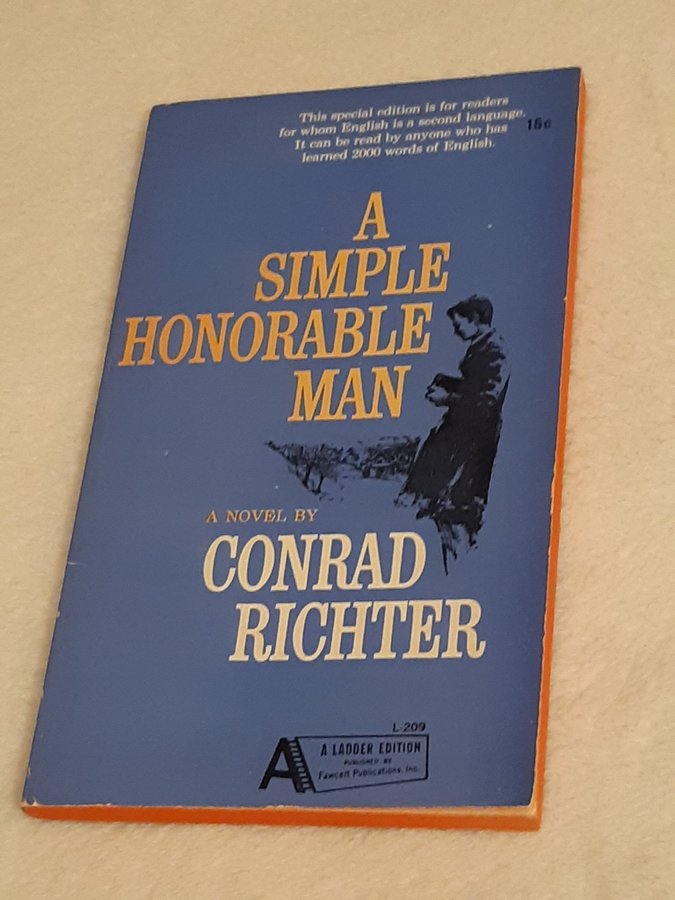 This special edition is for readers
for whom English is a second language.
It can be read by anyone who has
learned 2000 words of English.
15¢
A
SIMPLE
HONORABLE
MAN
A NOVEL BY
CONRAD
RICHTER
L-209
A LADDER EDITION
PUBLISHED BY
Fawcett Publications, Inc.